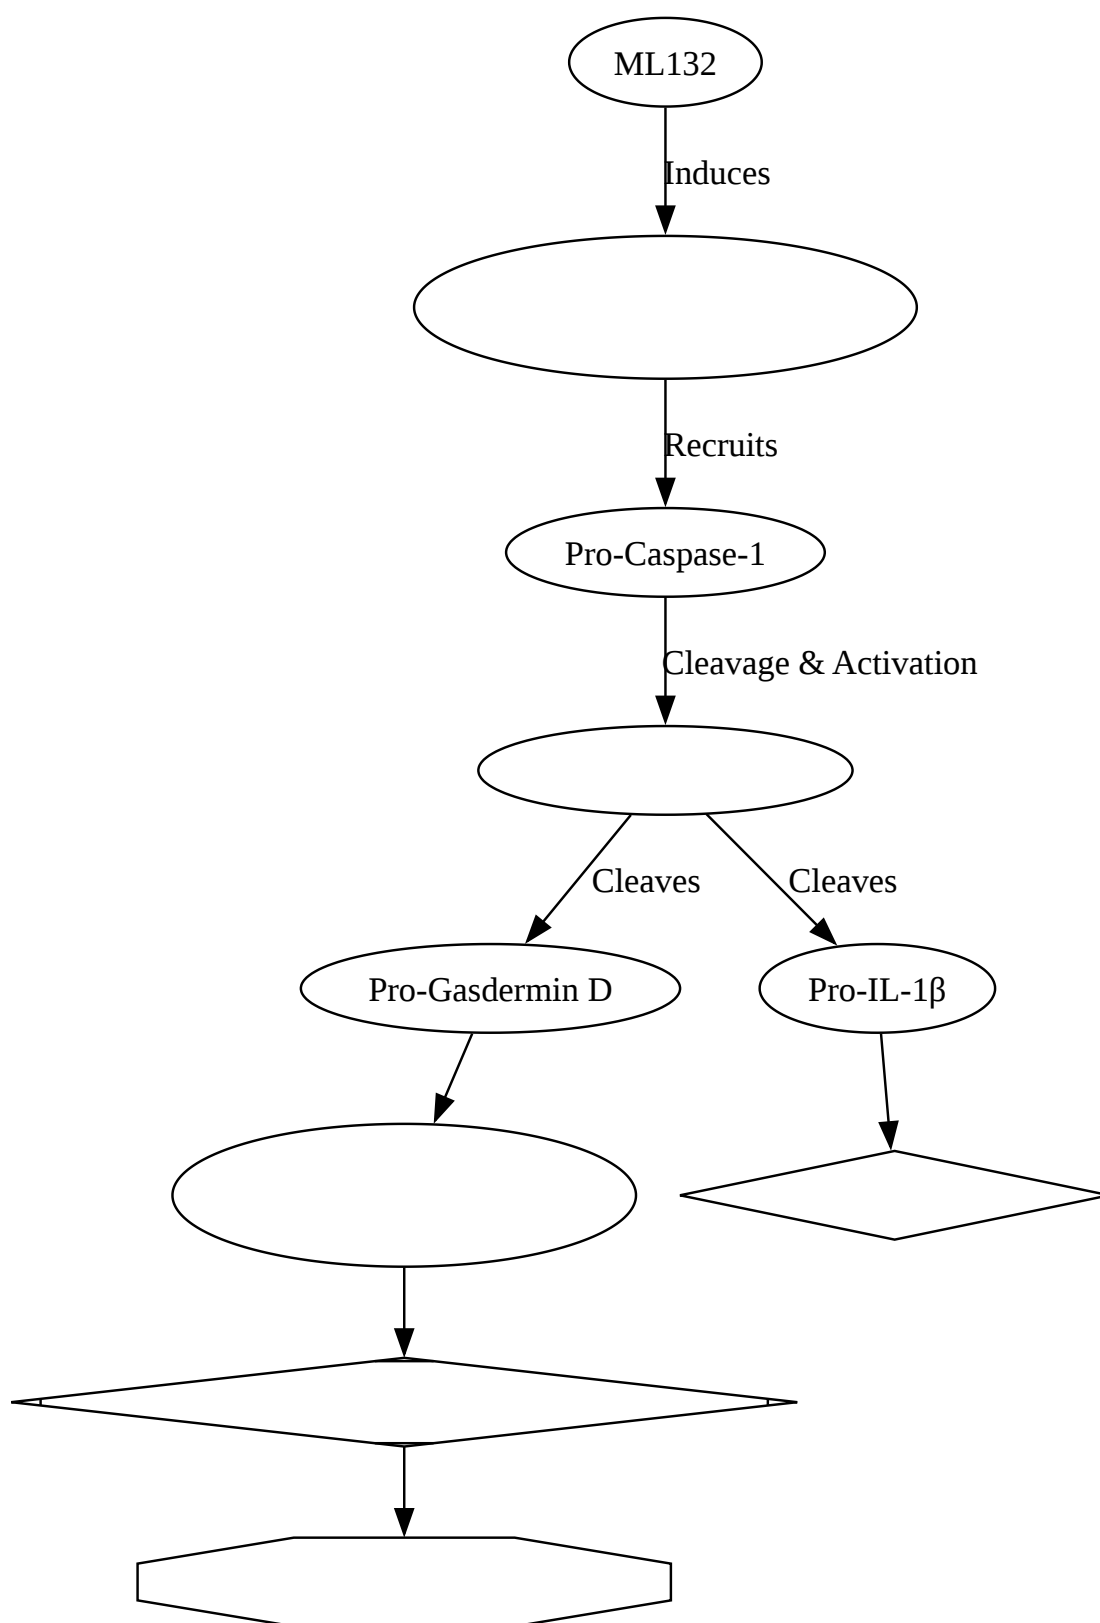 ML132
Induces
Recruits
Pro-Caspase-1
Cleavage & Activation
Cleaves
Cleaves
Pro-Gasdermin D
Pro-IL-1β